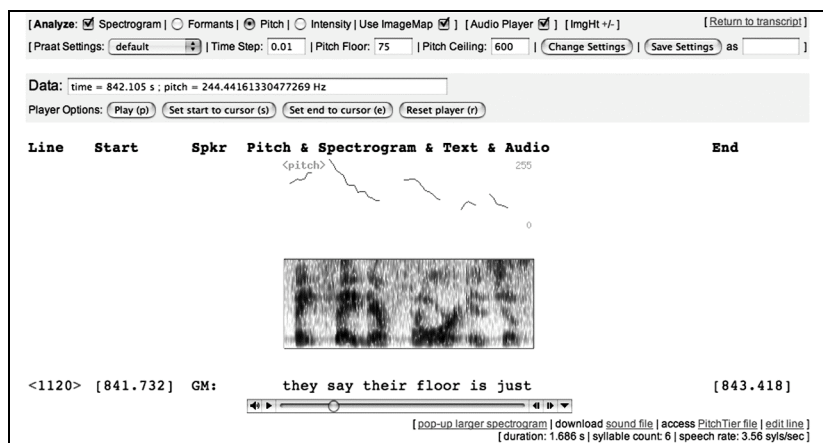 [ Analyze: Spectrogram | Formants | Pitch | Intensity | Use ImageMap ] [ Audio Player ] [ ImgHt +/- ] [ Return to transcript ]
[ Praat Settings: default | Time Step: 0.01 | Pitch Floor: 75 | Pitch Ceiling: 600 | Change Settings | Save Settings as ]
Data: time = 842.105 s ; pitch = 244.44161330477269 Hz
Player Options: Play (p) Set start to cursor (s) Set end to cursor (e) Reset player (r)
Line Start Spkr Pitch & Spectrogram & Text & Audio End
<pitch> 255
0
<1120> [841.732] GM: they say their floor is just [843.418]
[ pop-up larger spectrogram | download sound file | access PitchTier file | edit line ]
[ duration: 1.686 s | syllable count: 6 | speech rate: 3.56 syls/sec ]